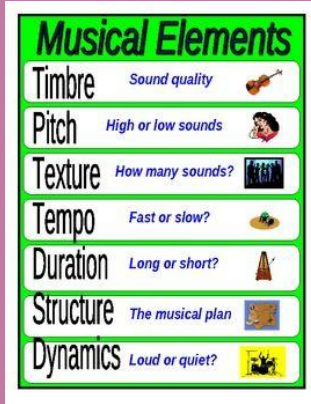 Musical Elements
Timbre Sound quality
Pitch High or low sounds
Texture How many sounds?
Tempo Fast or slow?
Duration Long or short?
Structure The musical plan
Dynamics Loud or quiet?